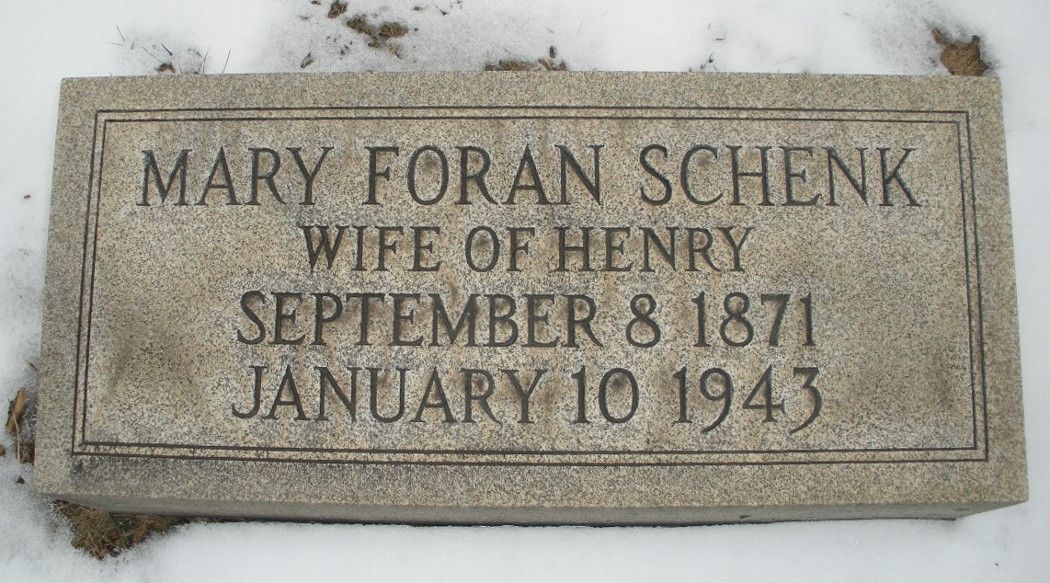 MARY FORAN SCHENK
WIFE OF HENRY
SEPTEMBER 8 1871
JANUARY 10 1943